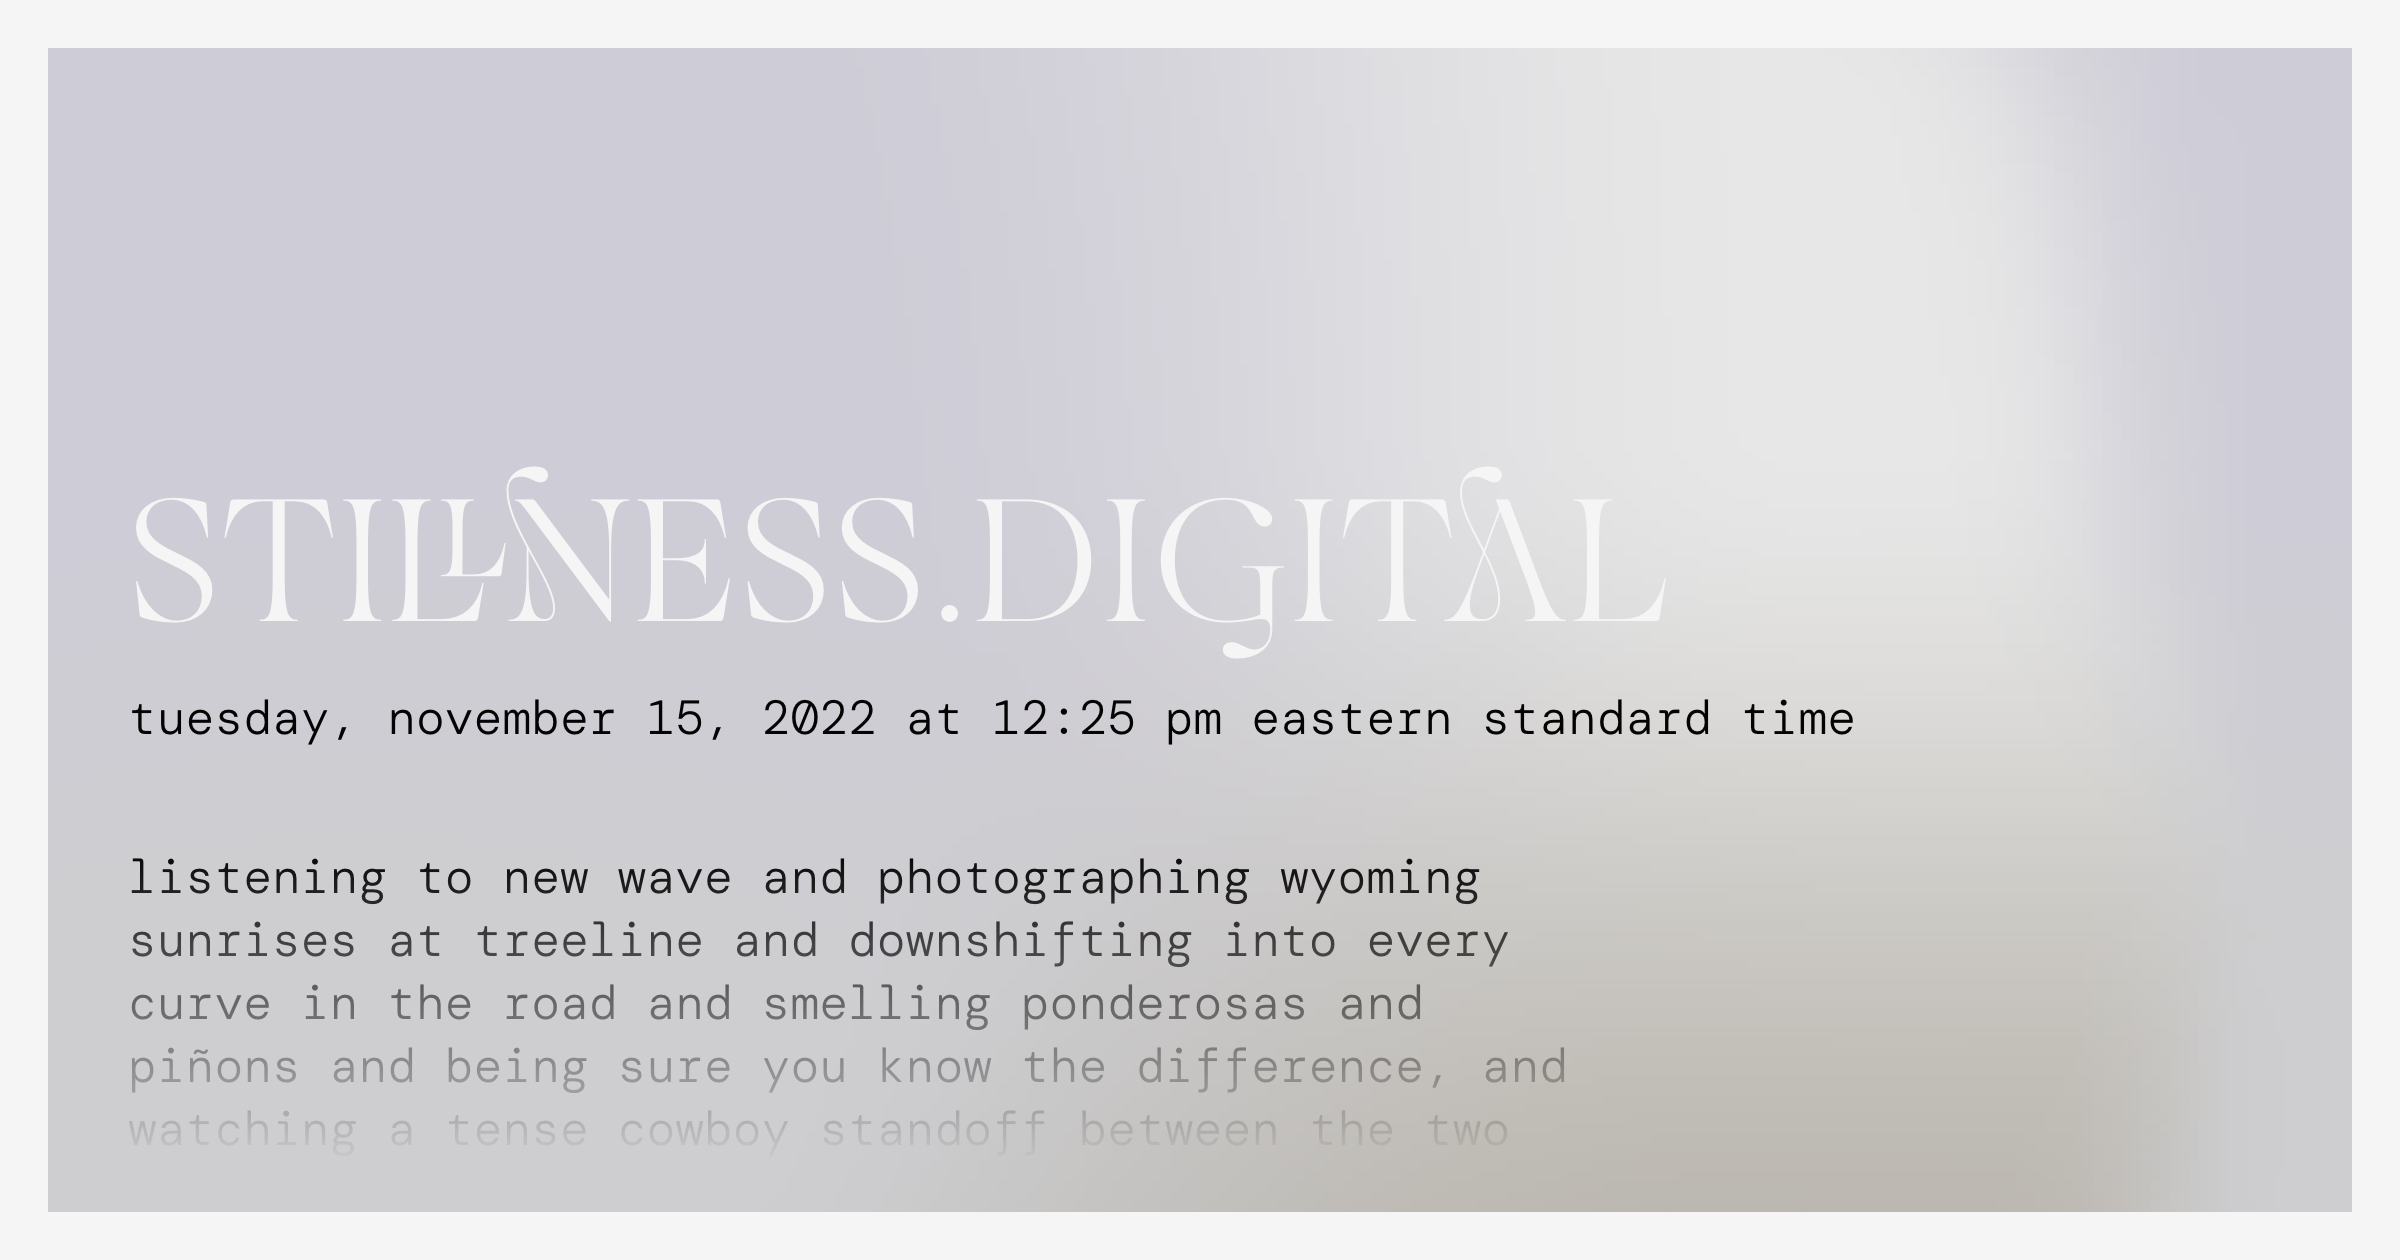 STILLNESS.DIGITAL
tuesday, november 15, 2022 at 12:25 pm eastern standard time
listening to new wave and photographing wyoming
sunrises at treeline and downshifting into every
curve in the road and smelling ponderosas and
piñons and being sure you know the difference, and
watching a tense cowboy standoff between the two